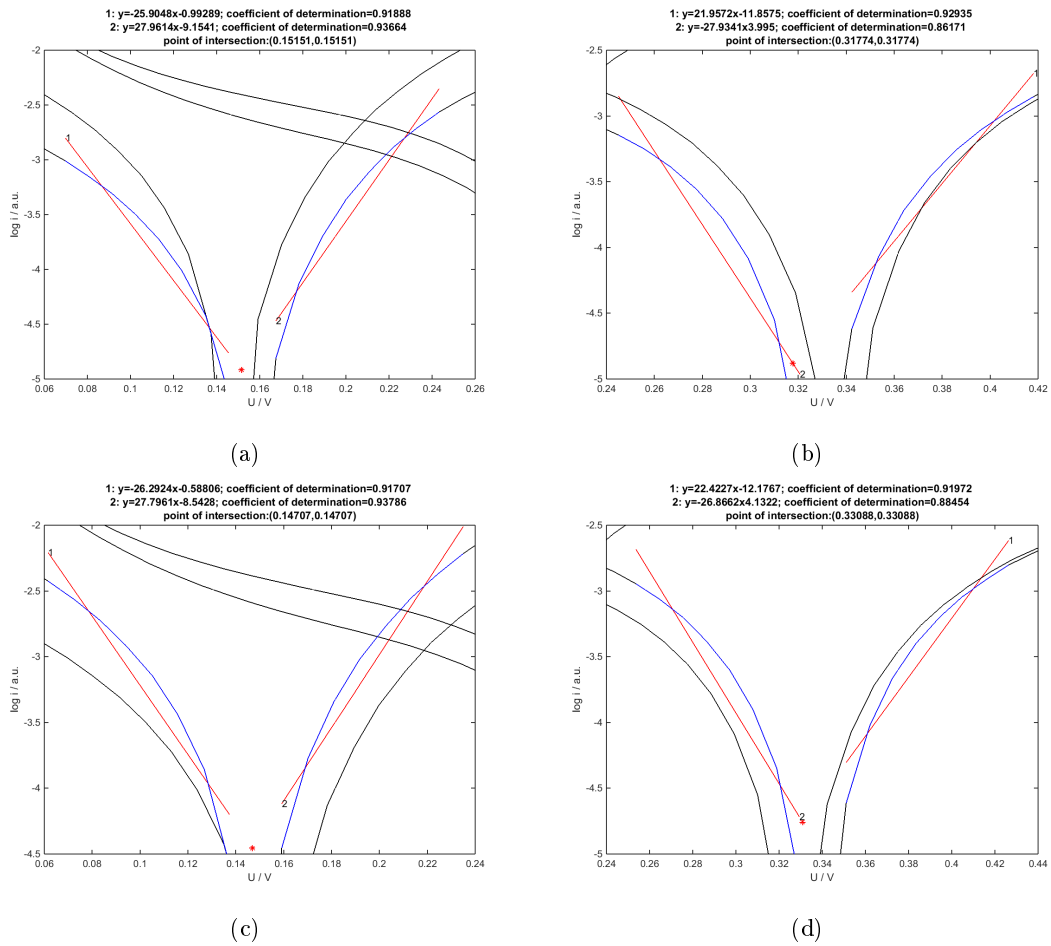 1: y=-25.9048x-0.99289; coefficient of determination=0.91888
2: y=27.9614x-9.1541; coefficient of determination=0.93664
point of intersection:(0.15151,0.15151)
-2
-2.5
-3
-3.5
-4
-4.5
-5
log i / a.u.
1
2
0.06 0.08 0.1 0.12 0.14 0.16 0.18 0.2 0.22 0.24 0.26
U / V
(a)
1: y=21.9572x-11.8575; coefficient of determination=0.92935
2: y=-27.9341x3.995; coefficient of determination=0.86171
point of intersection:(0.31774,0.31774)
-2.5
-3
-3.5
-4
-4.5
-5
log i / a.u.
1
2
0.24 0.26 0.28 0.3 0.32 0.34 0.36 0.38 0.4 0.42
U / V
(b)
1: y=-26.2924x-0.58806; coefficient of determination=0.91707
2: y=27.7961x-8.5428; coefficient of determination=0.93786
point of intersection:(0.14707,0.14707)
-2
-2.5
-3
-3.5
-4
-4.5
log i / a.u.
1
2
0.06 0.08 0.1 0.12 0.14 0.16 0.18 0.2 0.22 0.24
U / V
(c)
1: y=22.4227x-12.1767; coefficient of determination=0.91972
2: y=-26.8662x4.1322; coefficient of determination=0.88454
point of intersection:(0.33088,0.33088)
-2.5
-3
-3.5
-4
-4.5
-5
log i / a.u.
1
2
0.24 0.26 0.28 0.3 0.32 0.34 0.36 0.38 0.4 0.42 0.44
U / V
(d)